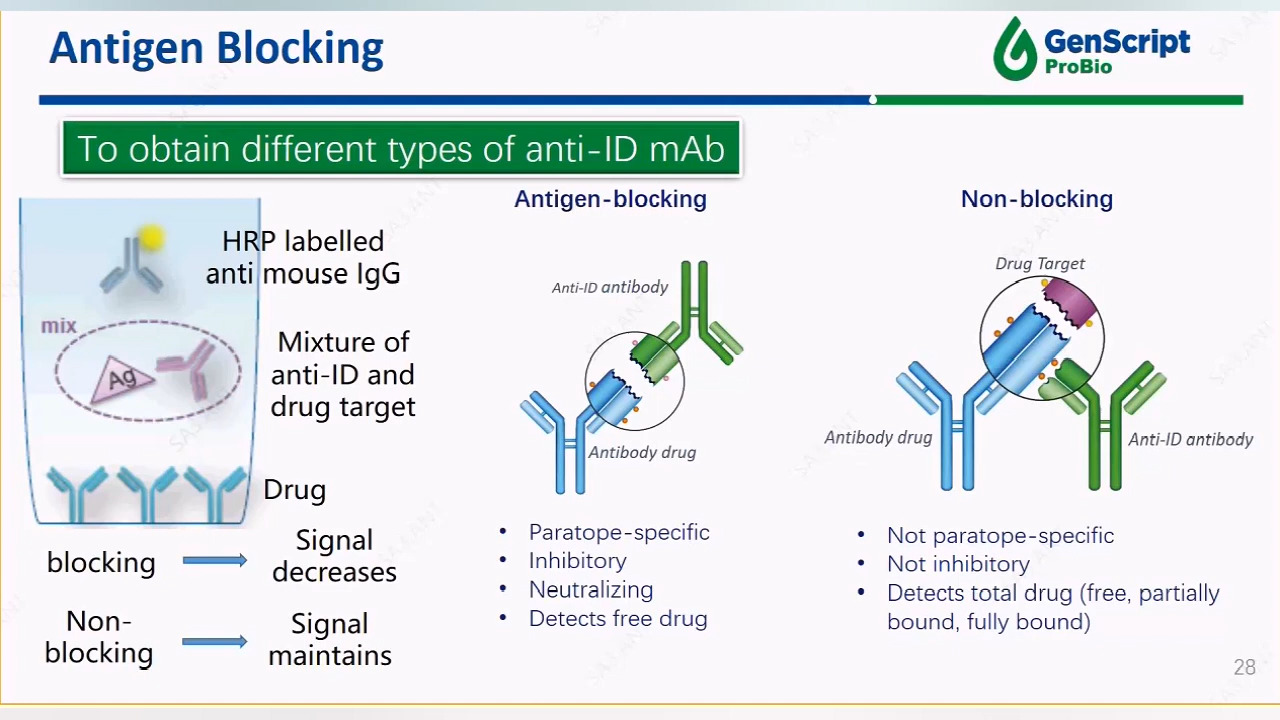 Antigen Blocking
GenScript
ProBio
To obtain different types of anti-ID mAb
HRP labelled
anti mouse IgG
mix
Ag
Mixture of
anti-ID and
drug target
Drug
blocking
Signal
decreases
Non-
blocking
Signal
maintains
Antigen-blocking
Anti-ID antibody
Antibody drug
• Paratope-specific
• Inhibitory
• Neutralizing
• Detects free drug
Non-blocking
Drug Target
Antibody drug
Anti-ID antibody
• Not paratope-specific
• Not inhibitory
• Detects total drug (free, partially
bound, fully bound)
28